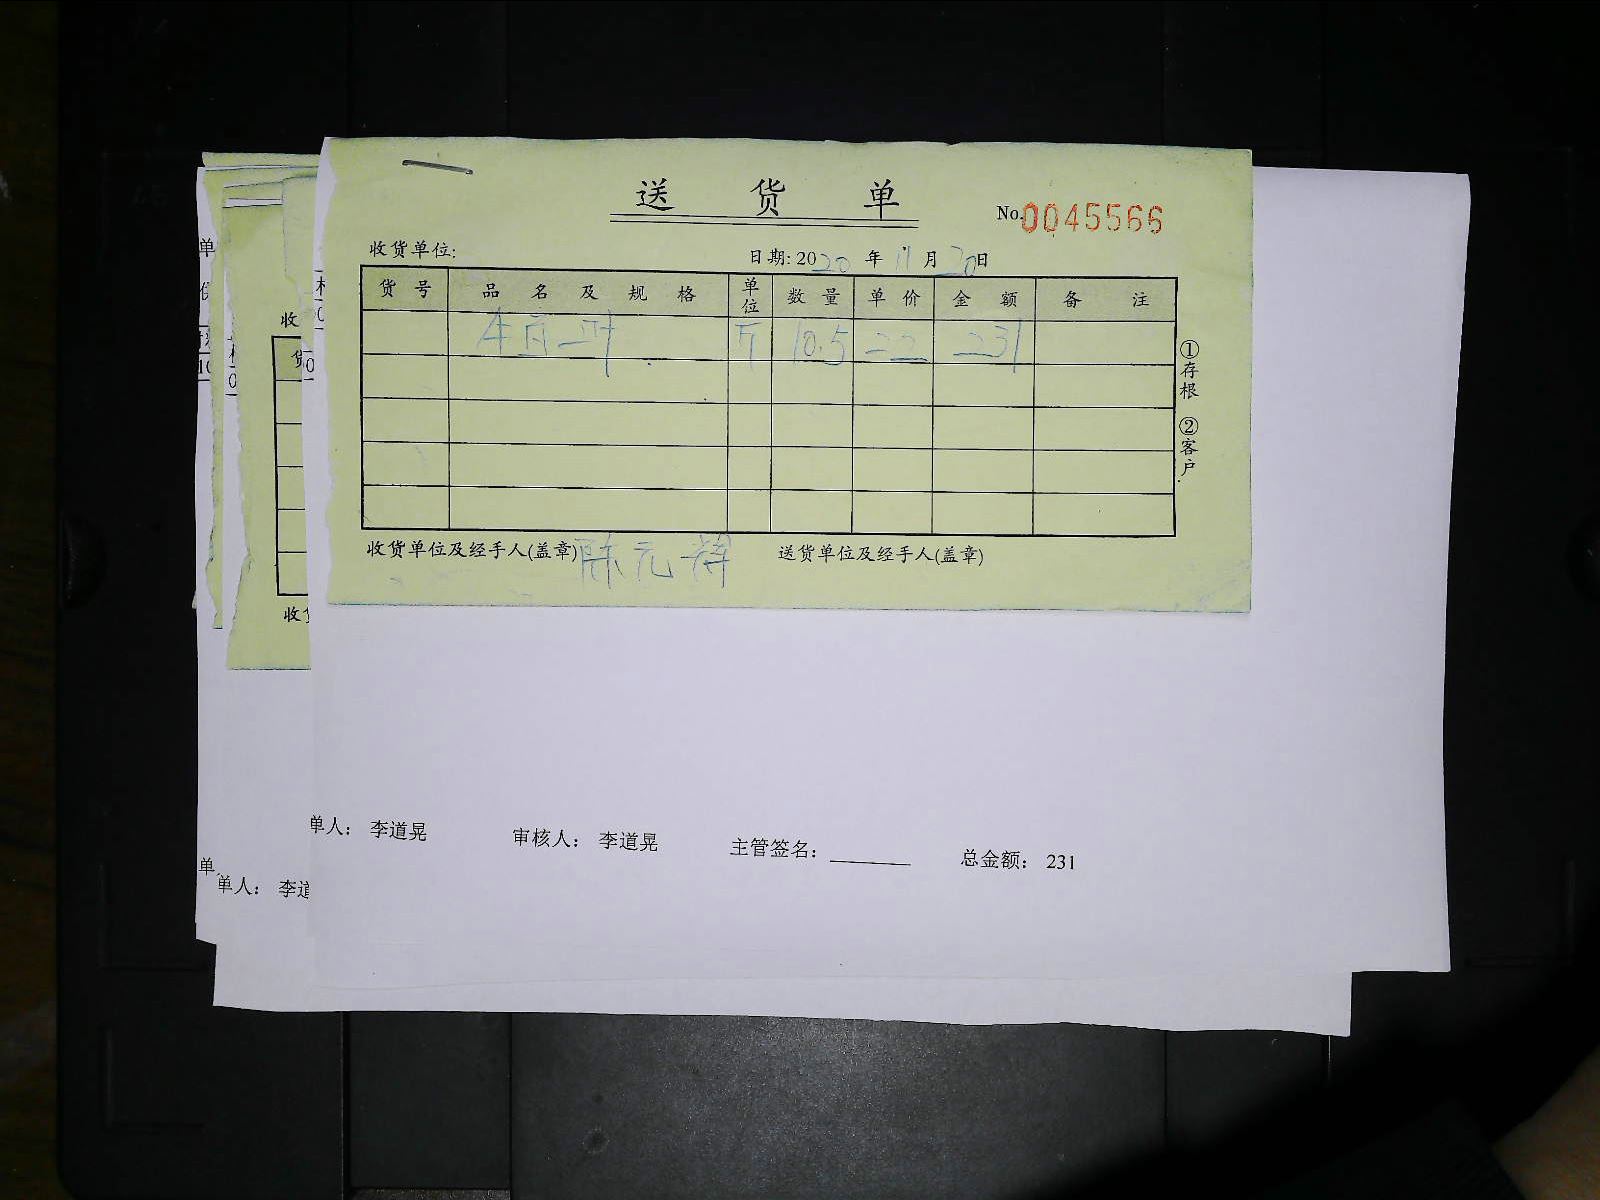 送 货 单
No.0045566
收货单位:
日期: 2020 年 11 月 20日
货 号 品 名 及 规 格 单位 数 量 单 价 金 额 备 注
斤 10.5 22 231
①存根 ②客户
收货单位及经手人(盖章) 陈元辉 送货单位及经手人(盖章)
单人： 李道晃 审核人： 李道晃 主管签名： 总金额： 231
单人： 李道